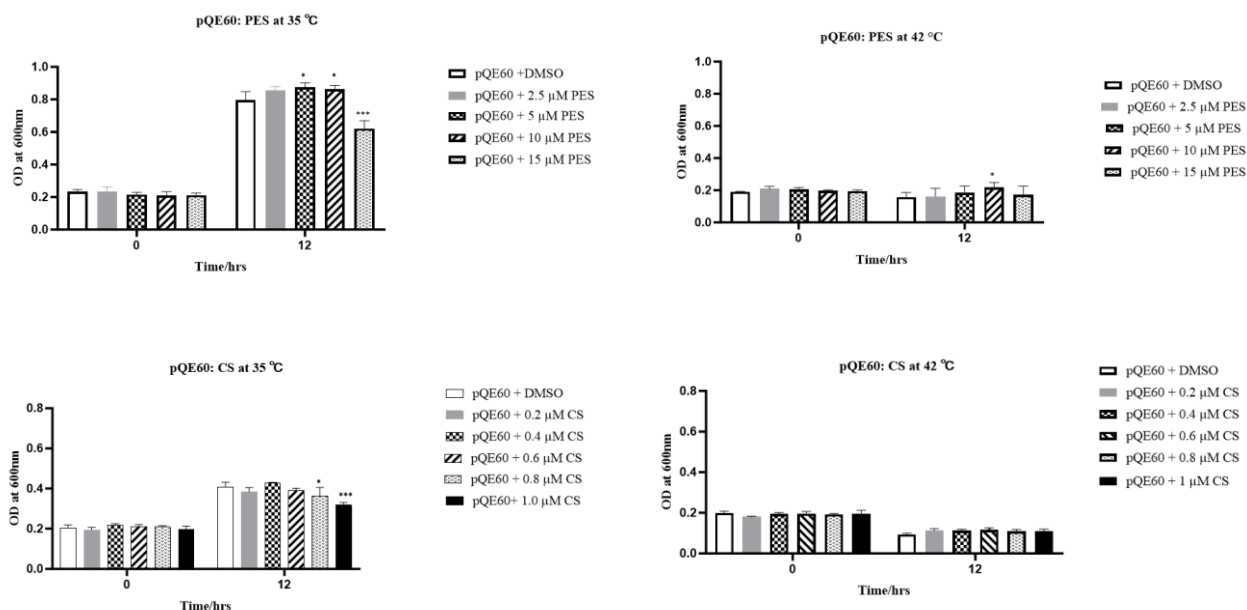 pQE60: PES at 35 ℃
OD at 600nm
1.0
0.8
0.6
0.4
0.2
0.0
*
*
***
0
12
Time/hrs
pQE60 +DMSO
pQE60 + 2.5 µM PES
pQE60 + 5 µM PES
pQE60 + 10 µM PES
pQE60 + 15 µM PES
pQE60: PES at 42 °C
OD at 600nm
1.0
0.8
0.6
0.4
0.2
0.0
*
0
12
Time/hrs
pQE60 + DMSO
pQE60 + 2.5 µM PES
pQE60 + 5 µM PES
pQE60 + 10 µM PES
pQE60 + 15 µM PES
pQE60: CS at 35 ℃
OD at 600nm
0.8
0.6
0.4
0.2
0.0
*
***
0
12
Time/hrs
pQE60 + DMSO
pQE60 + 0.2 µM CS
pQE60 + 0.4 µM CS
pQE60 + 0.6 µM CS
pQE60 + 0.8 µM CS
pQE60+ 1.0 µM CS
pQE60: CS at 42 ℃
OD at 600nm
0.8
0.6
0.4
0.2
0.0
0
12
Time/hrs
pQE60 + DMSO
pQE60 + 0.2 µM CS
pQE60 + 0.4 µM CS
pQE60 + 0.6 µM CS
pQE60 + 0.8 µM CS
pQE60 + 1 µM CS